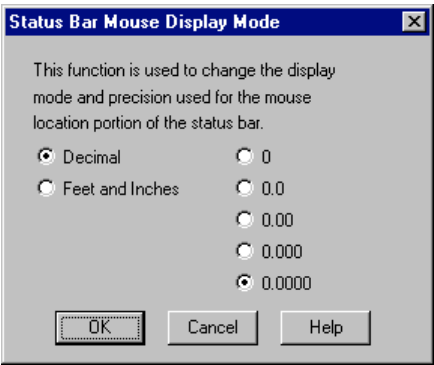 Status Bar Mouse Display Mode
This function is used to change the display
mode and precision used for the mouse
location portion of the status bar.
Decimal
Feet and Inches
0
0.0
0.00
0.000
0.0000
OK Cancel Help